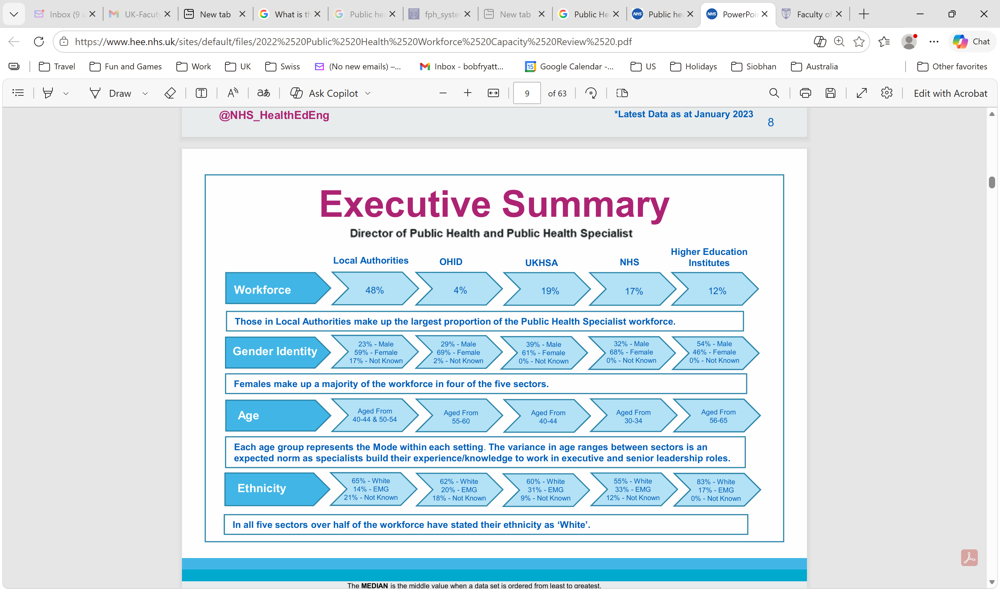 Inbox (9 u
UK-Facuty
New tab
What is th
Public hea
fph_syste
New tab
Public He
Public hea
PowerPoi
Faculty of
https://www.hee.nhs.uk/sites/default/files/2022%2520Public%2520Health%2520Workforce%2520Capacity%2520Review%2520.pdf
Chat
Travel
Fun and Games
Work
UK
Swiss
(No new emails) –...
Inbox - bobfryatt...
15
Google Calendar -...
US
Holidays
Siobhan
Australia
Other favorites
Draw
T
aあ
Ask Copilot
9
of 63
Edit with Acrobat
@NHS_HealthEdEng
*Latest Data as at January 2023
8
Executive Summary
Director of Public Health and Public Health Specialist
Local Authorities
OHID
UKHSA
NHS
Higher Education
Institutes
Workforce
48%
4%
19%
17%
12%
Those in Local Authorities make up the largest proportion of the Public Health Specialist workforce.
Gender Identity
23% - Male
59% - Female
17% - Not Known
29% - Male
69% - Female
2% - Not Known
39% - Male
61% - Female
0% - Not Known
32% - Male
68% - Female
0% - Not Known
54% - Male
46% - Female
0% - Not Known
Females make up a majority of the workforce in four of the five sectors.
Age
Aged From
40-44 & 50-54
Aged From
55-60
Aged From
40-44
Aged From
30-34
Aged From
56-65
Each age group represents the Mode within each setting. The variance in age ranges between sectors is an
expected norm as specialists build their experience/knowledge to work in executive and senior leadership roles.
Ethnicity
65% - White
14% - EMG
21% - Not Known
62% - White
20% - EMG
18% - Not Known
60% - White
31% - EMG
9% - Not Known
55% - White
33% - EMG
12% - Not Known
83% - White
17% - EMG
0% - Not Known
In all five sectors over half of the workforce have stated their ethnicity as ‘White’.
The MEDIAN is the middle value when a data set is ordered from least to greatest.